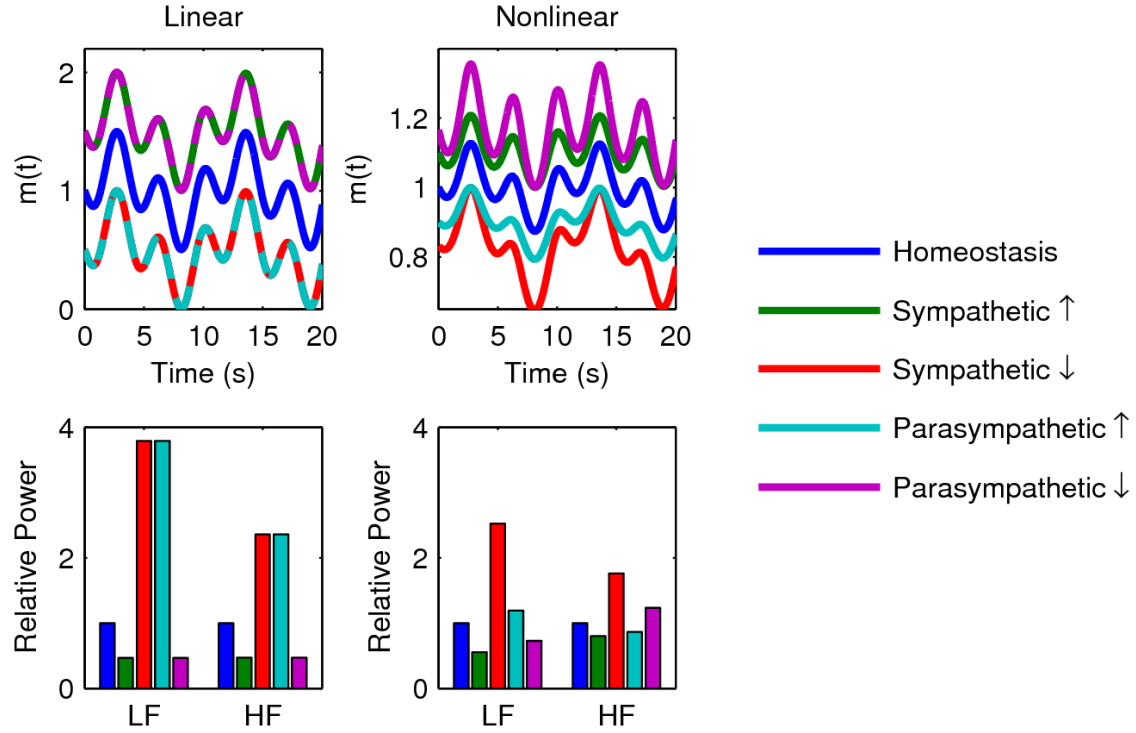 Linear
Nonlinear
m(t)
2
1
0
0 5 10 15 20
Time (s)
m(t)
1.2
1
0.8
0 5 10 15 20
Time (s)
Homeostasis
Sympathetic ↑
Sympathetic ↓
Parasympathetic ↑
Parasympathetic ↓
Relative Power
4
2
0
LF HF
Relative Power
4
2
0
LF HF